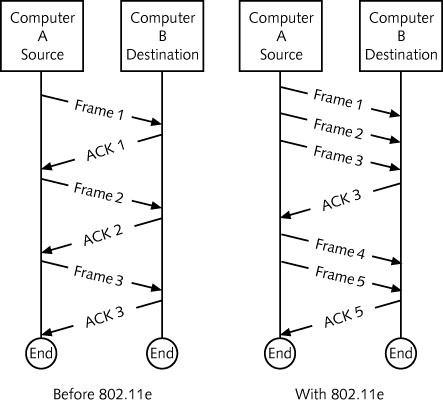 Computer
A
Source
Computer
B
Destination
Frame 1
ACK 1
Frame 2
ACK 2
Frame 3
ACK 3
End
End
Before 802.11e
Computer
A
Source
Computer
B
Destination
Frame 1
Frame 2
Frame 3
ACK 3
Frame 4
Frame 5
ACK 5
End
End
With 802.11e